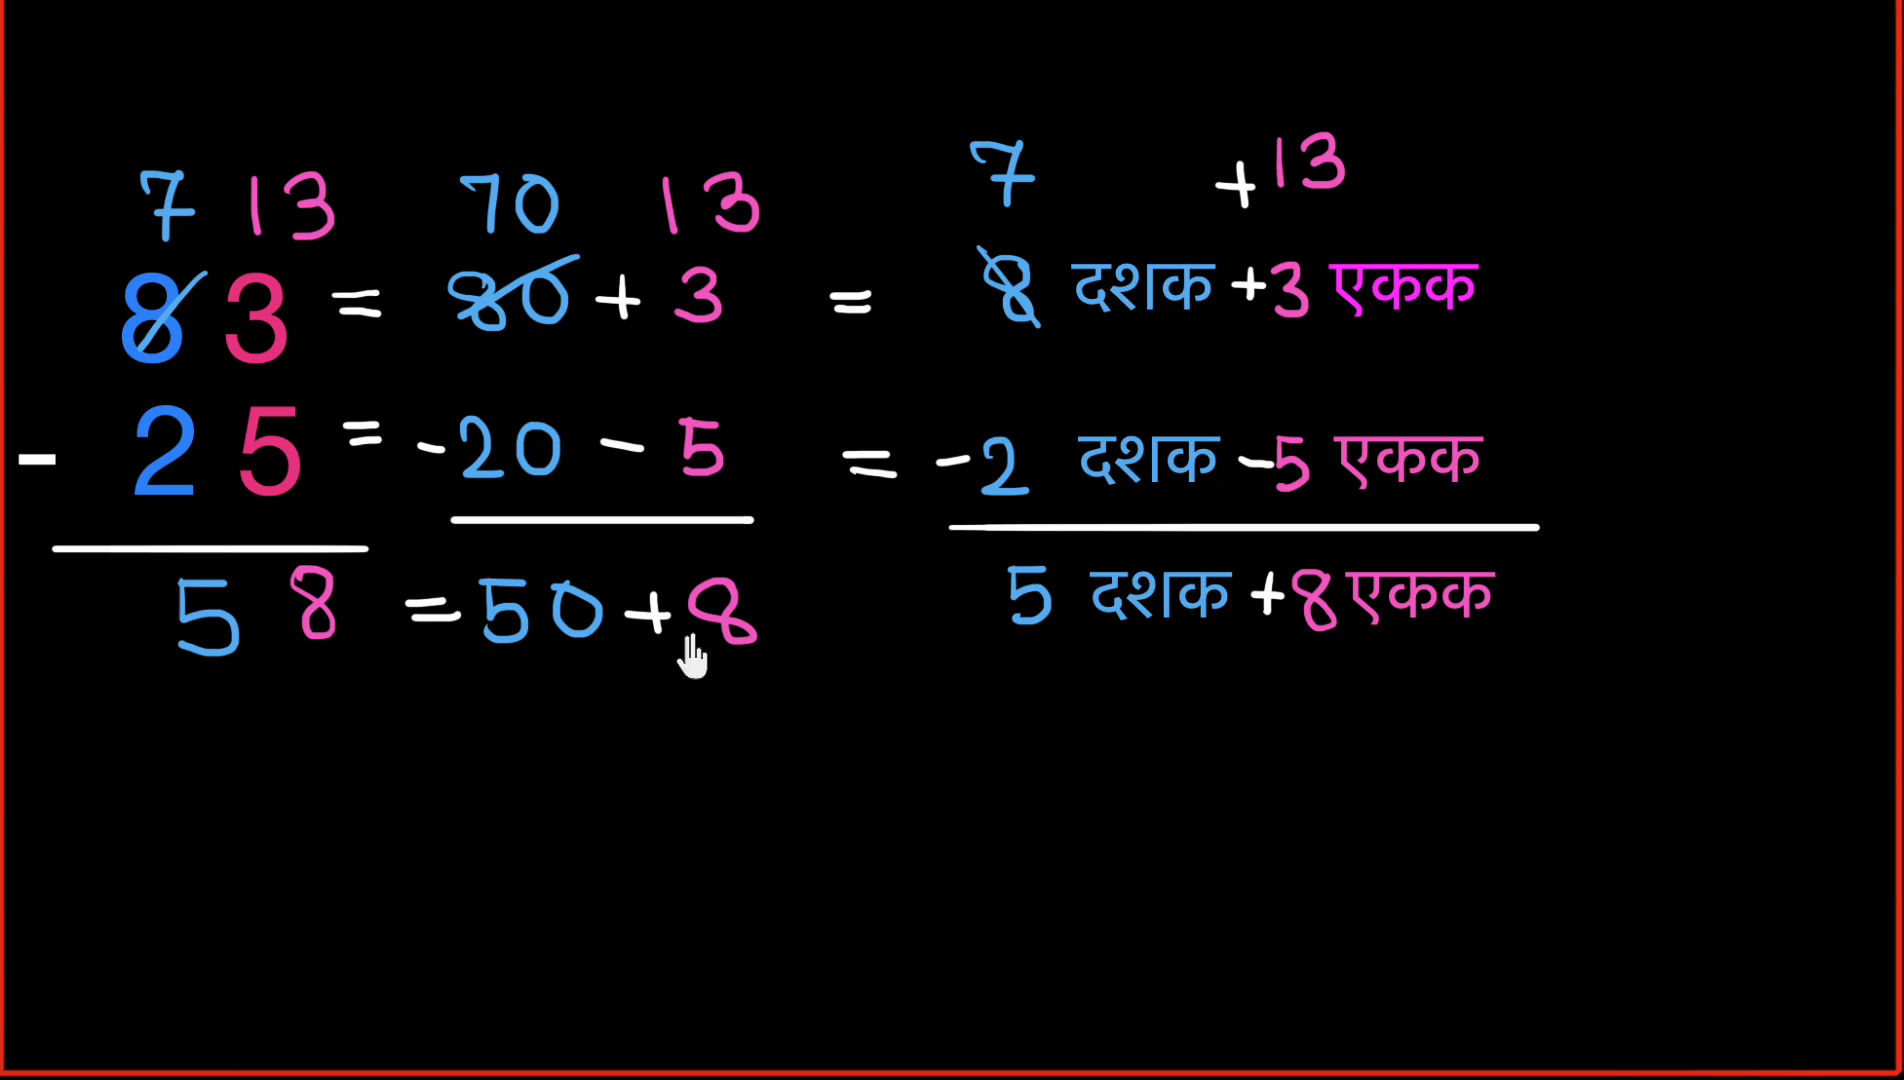 7 13 70 13 7 + 13
83 = 80 + 3 = 8 दशक + 3 एकक
- 25 = - 20 - 5 = - 2 दशक - 5 एकक
58 = 50 + 8 5 दशक + 8 एकक